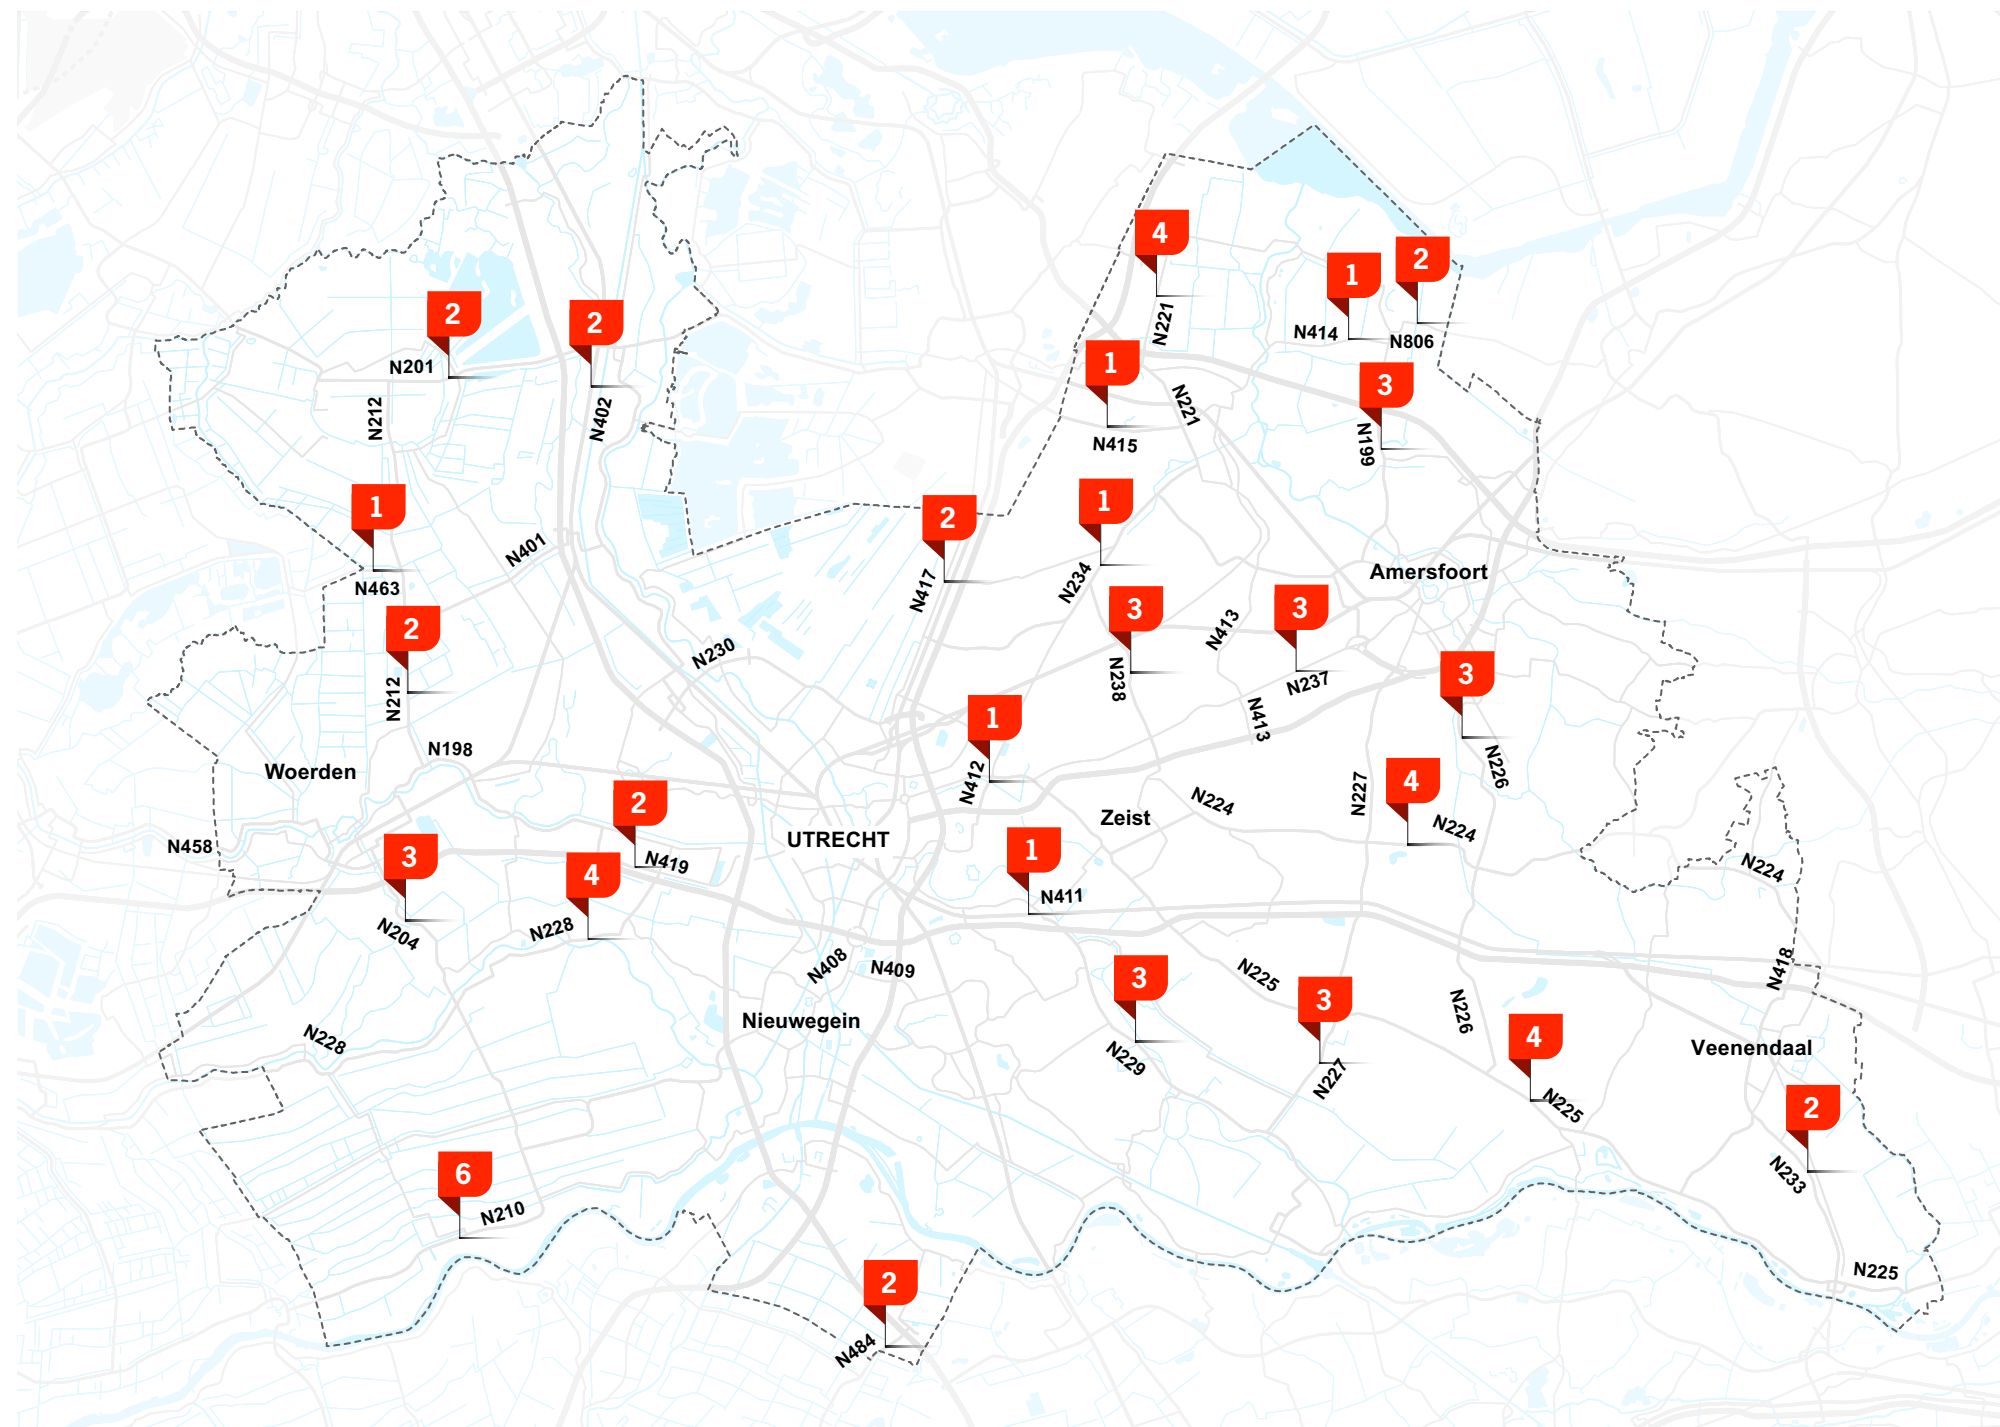 4
2
1
N221
2
2
N414
N806
N201
N402
1
3
N212
N221
N415
N199
1
2
1
N401
N463
N417
N234
Amersfoort
2
3
3
N413
N230
N238
N237
3
N212
1
N413
N198
Woerden
N412
N226
2
4
N227
N224
Zeist
N224
UTRECHT
N458
3
4
N419
1
N224
N411
N204
N228
N408
N409
3
N225
N418
3
N226
Nieuwegein
N228
4
Veenendaal
N229
N227
N225
2
6
N233
N210
2
N225
N484